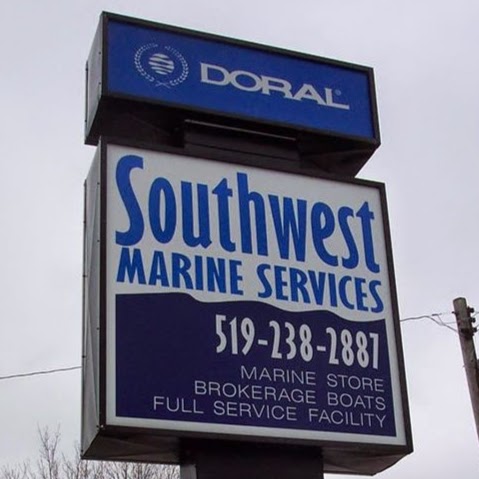 DORAL®
Southwest
MARINE SERVICES
519-238-2887
MARINE STORE
BROKERAGE BOATS
FULL SERVICE FACILITY